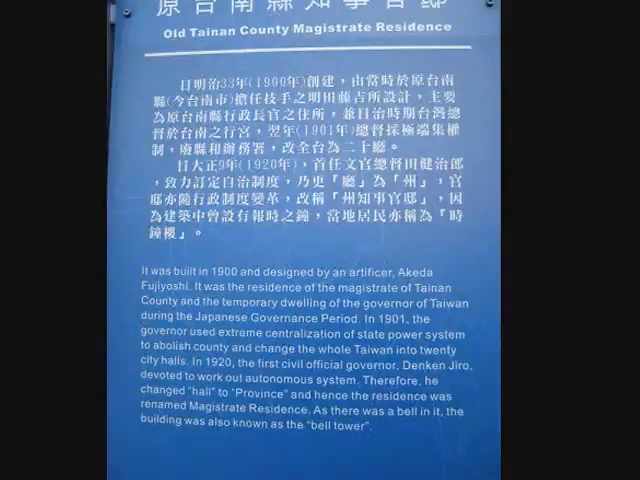 原台南縣知事官邸
Old Tainan County Magistrate Residence
日明治33年(1900年)創建，由當時於原台南
縣(今台南市)擔任技手之明田藤吉所設計，主要
為原台南縣行政長官之住所，兼日治時期台灣總
督於台南之行宮，翌年(1901年)總督採極端集權
制，廢縣和辦務署，改全台為二十廳。
日大正9年(1920年)，首任文官總督田健治郎
，致力訂定自治制度，乃更「廳」為「州」，官
邸亦隨行政制度變革，改稱「州知事官邸」，因
為建築中曾設有報時之鐘，當地居民亦稱為「時
鐘樓」。
It was built in 1900 and designed by an artificer, Akeda
Fujiyoshi. It was the residence of the magistrate of Tainan
County and the temporary dwelling of the governor of Taiwan
during the Japanese Governance Period. In 1901, the
governor used extreme centralization of state power system
to abolish county and change the whole Taiwan into twenty
city halls. In 1920, the first civil official governor, Denken Jiro,
devoted to work out autonomous system. Therefore, he
changed "hall" to "Province" and hence the residence was
renamed Magistrate Residence. As there was a bell in it, the
building was also known as the "bell tower".